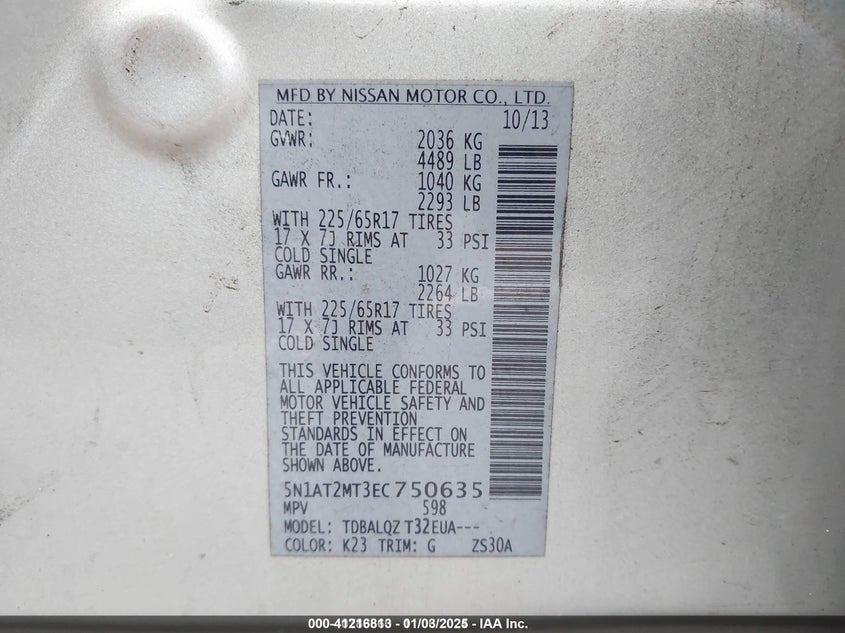 MFD BY NISSAN MOTOR CO., LTD.
DATE: 10/13
GVWR: 2036 KG
4489 LB
GAWR FR.: 1040 KG
2293 LB
WITH 225/65R17 TIRES
17 X 7J RIMS AT 33 PSI
COLD SINGLE
GAWR RR.: 1027 KG
2264 LB
WITH 225/65R17 TIRES
17 X 7J RIMS AT 33 PSI
COLD SINGLE
THIS VEHICLE CONFORMS TO
ALL APPLICABLE FEDERAL
MOTOR VEHICLE SAFETY AND
THEFT PREVENTION
STANDARDS IN EFFECT ON
THE DATE OF MANUFACTURE
SHOWN ABOVE.
5N1AT2MT3EC750635
MPV 598
MODEL: TDBALQZ T32EUA---
COLOR: K23 TRIM: G ZS30A
000-41216813 - 01/03/2025 - IAA Inc.